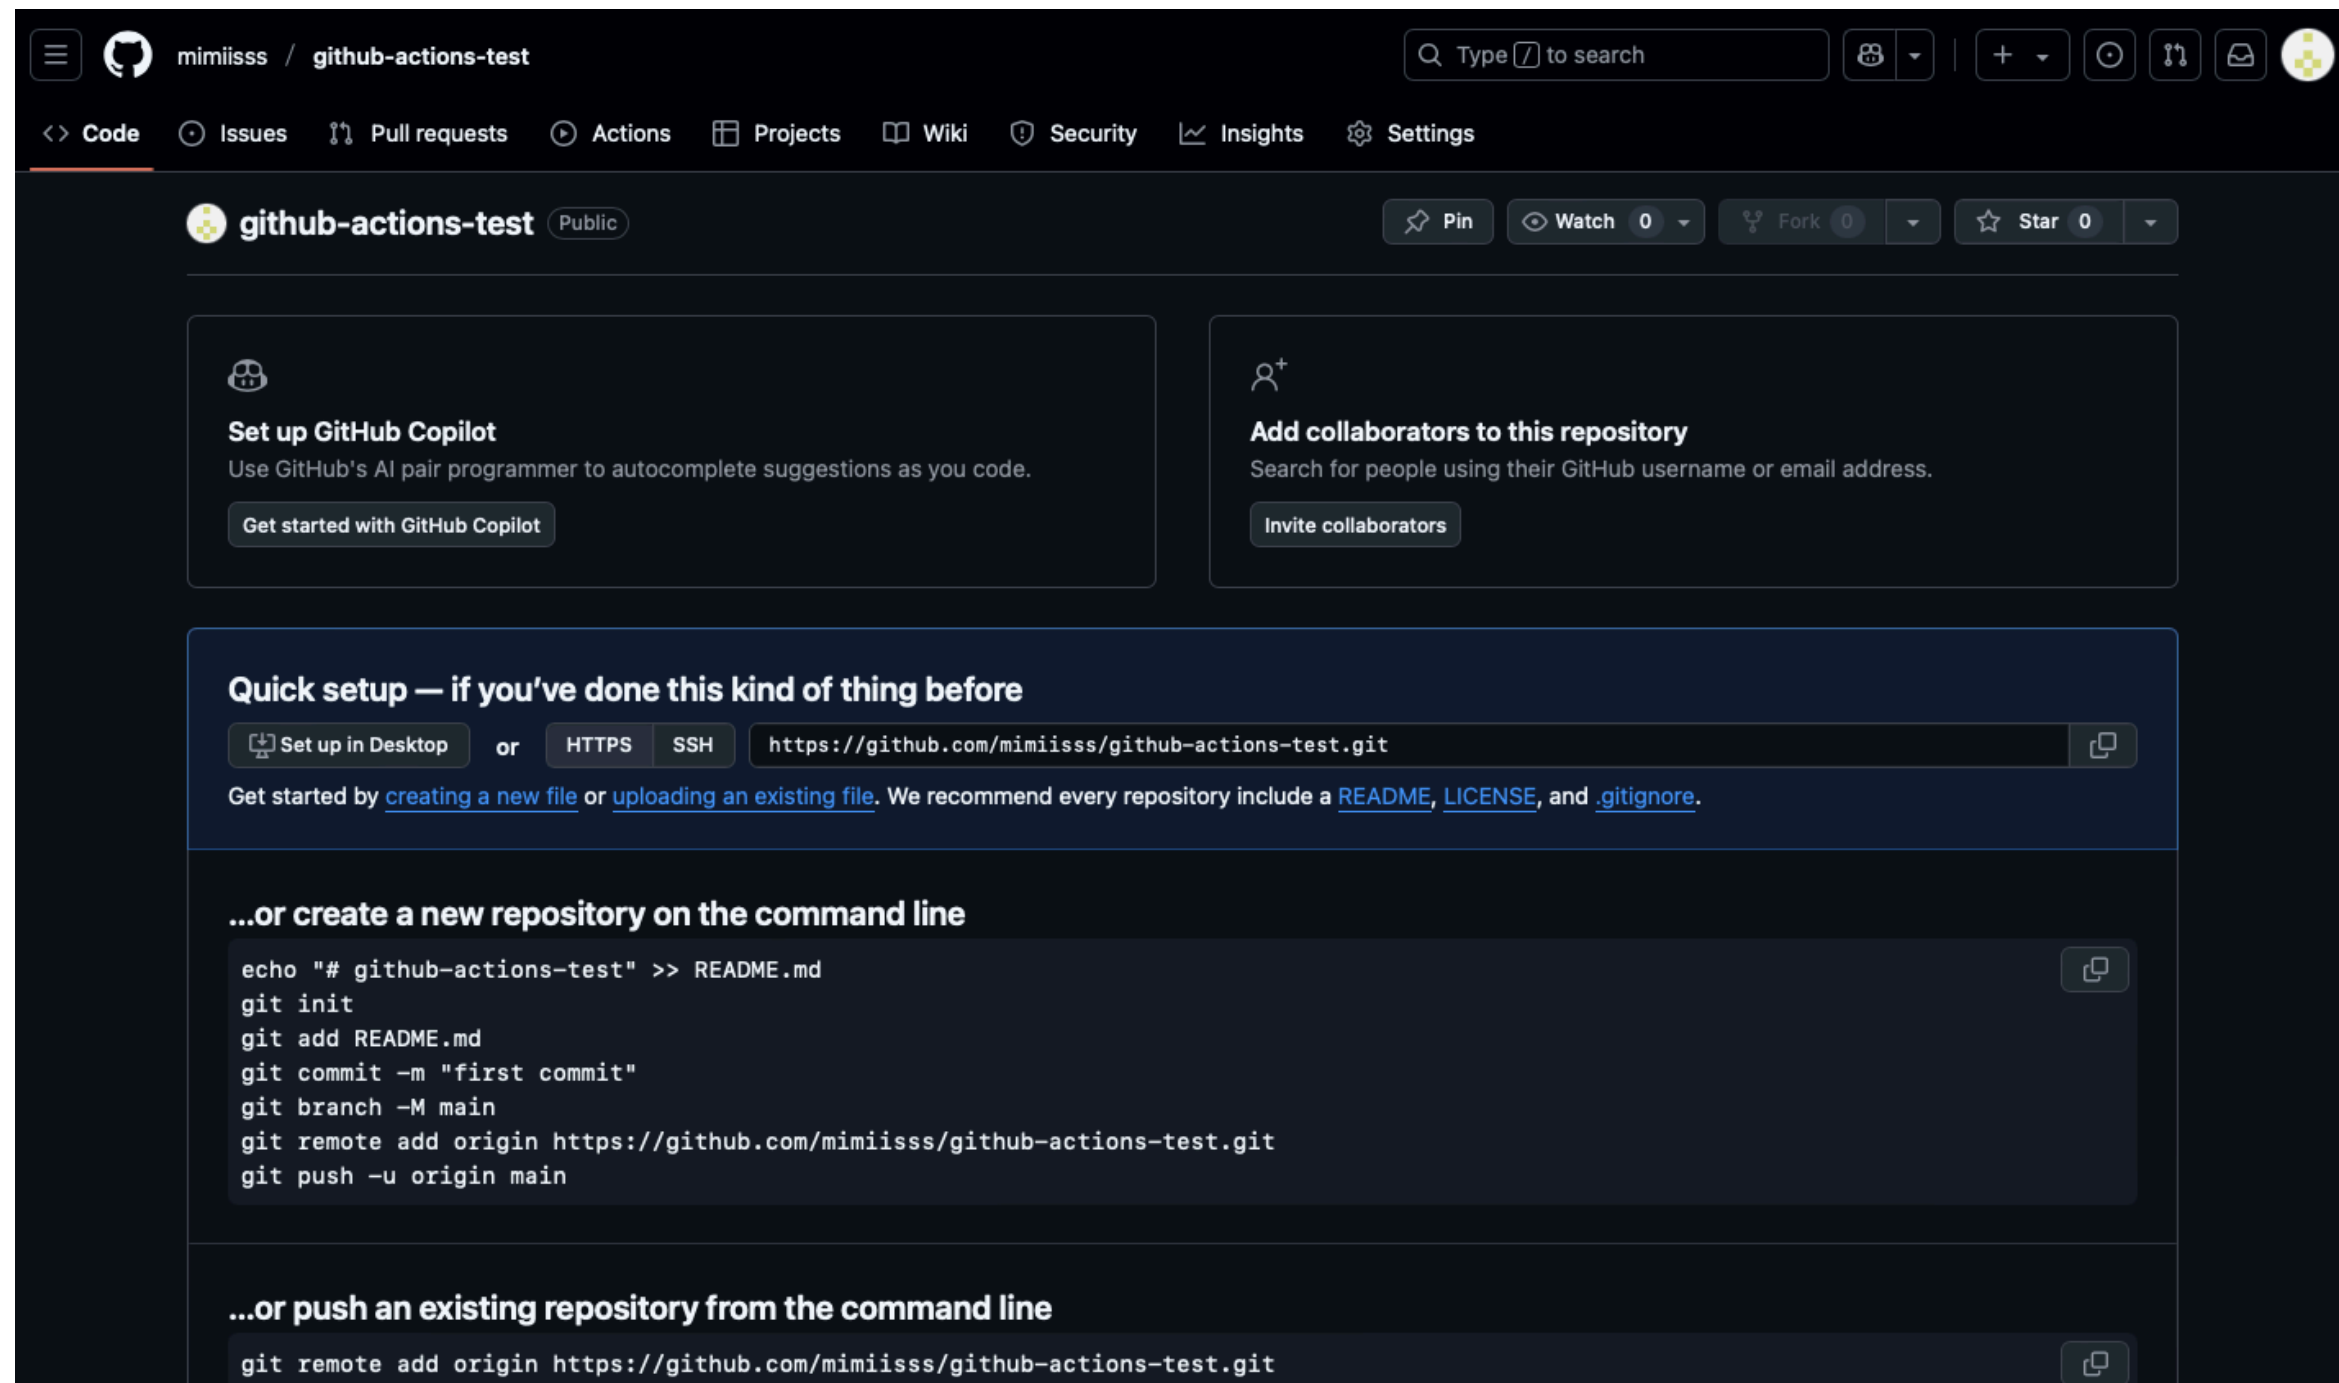 mimiisss / github-actions-test
Type / to search
Code Issues Pull requests Actions Projects Wiki Security Insights Settings
github-actions-test Public
Pin Watch 0 Fork 0 Star 0
Set up GitHub Copilot
Use GitHub's AI pair programmer to autocomplete suggestions as you code.
Get started with GitHub Copilot
Add collaborators to this repository
Search for people using their GitHub username or email address.
Invite collaborators
Quick setup — if you’ve done this kind of thing before
Set up in Desktop or HTTPS SSH https://github.com/mimiisss/github-actions-test.git
Get started by creating a new file or uploading an existing file. We recommend every repository include a README, LICENSE, and .gitignore.
…or create a new repository on the command line
echo "# github-actions-test" >> README.md
git init
git add README.md
git commit -m "first commit"
git branch -M main
git remote add origin https://github.com/mimiisss/github-actions-test.git
git push -u origin main
…or push an existing repository from the command line
git remote add origin https://github.com/mimiisss/github-actions-test.git